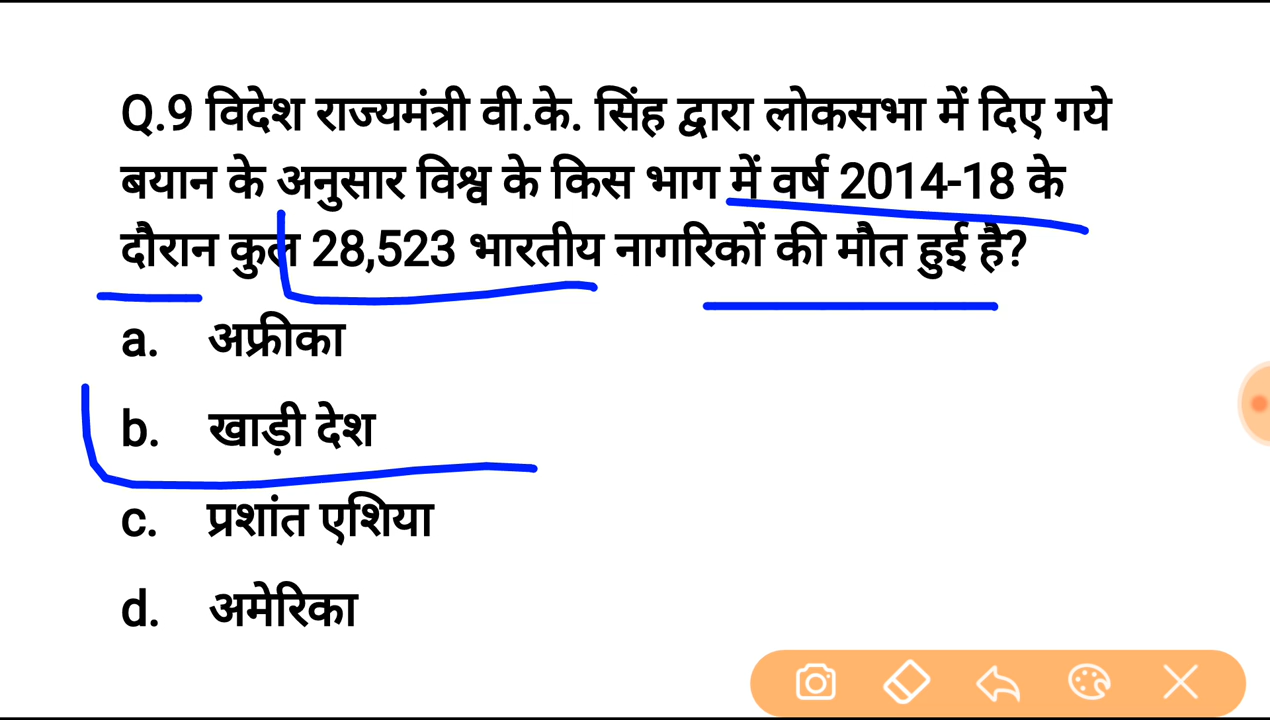 Q.9 विदेश राज्यमंत्री वी.के. सिंह द्वारा लोकसभा में दिए गये
बयान के अनुसार विश्व के किस भाग में वर्ष 2014-18 के
दौरान कुल 28,523 भारतीय नागरिकों की मौत हुई है?
a. अफ्रीका
b. खाड़ी देश
c. प्रशांत एशिया
d. अमेरिका